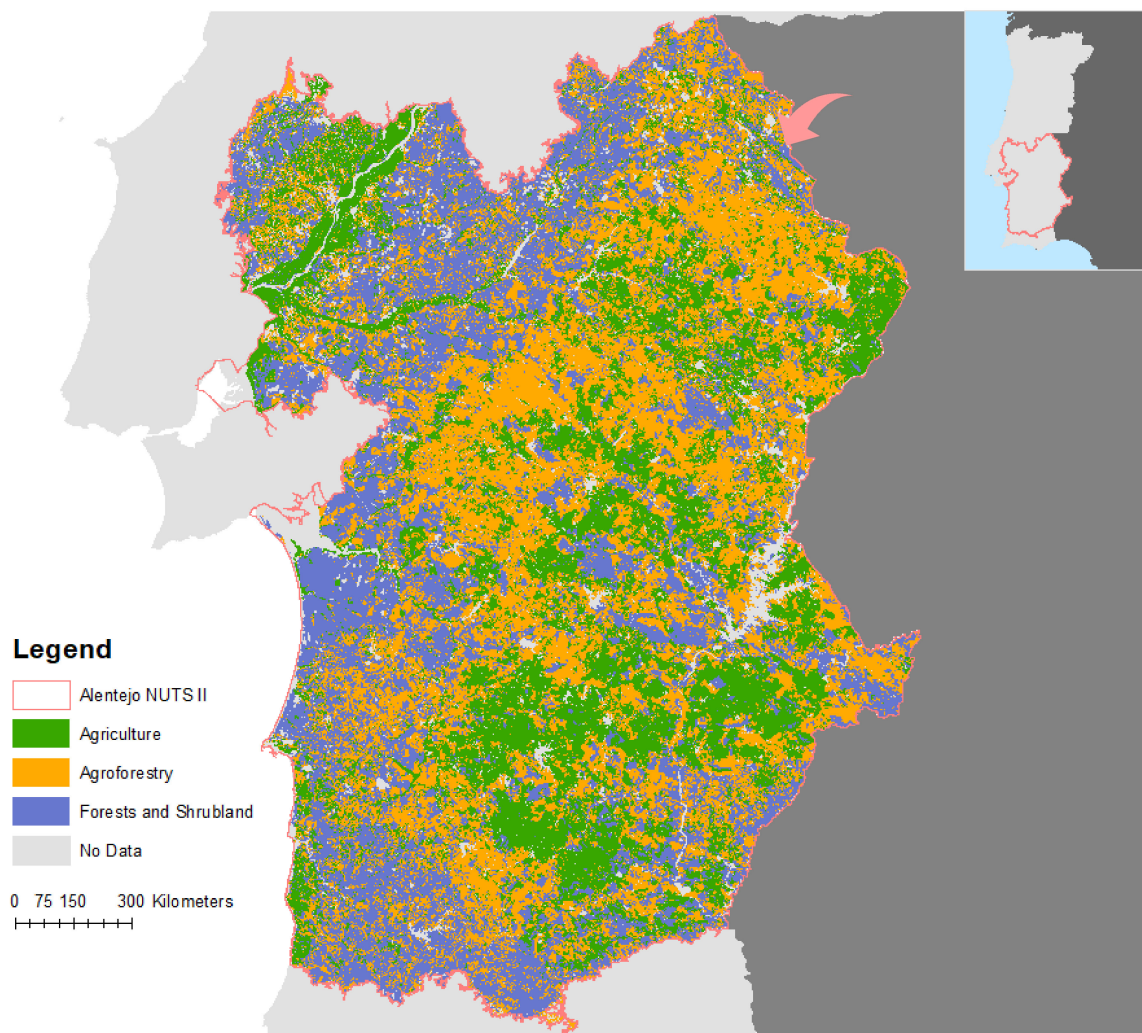 Legend
Alentejo NUTS II
Agriculture
Agroforestry
Forests and Shrubland
No Data
0 75 150 300 Kilometers